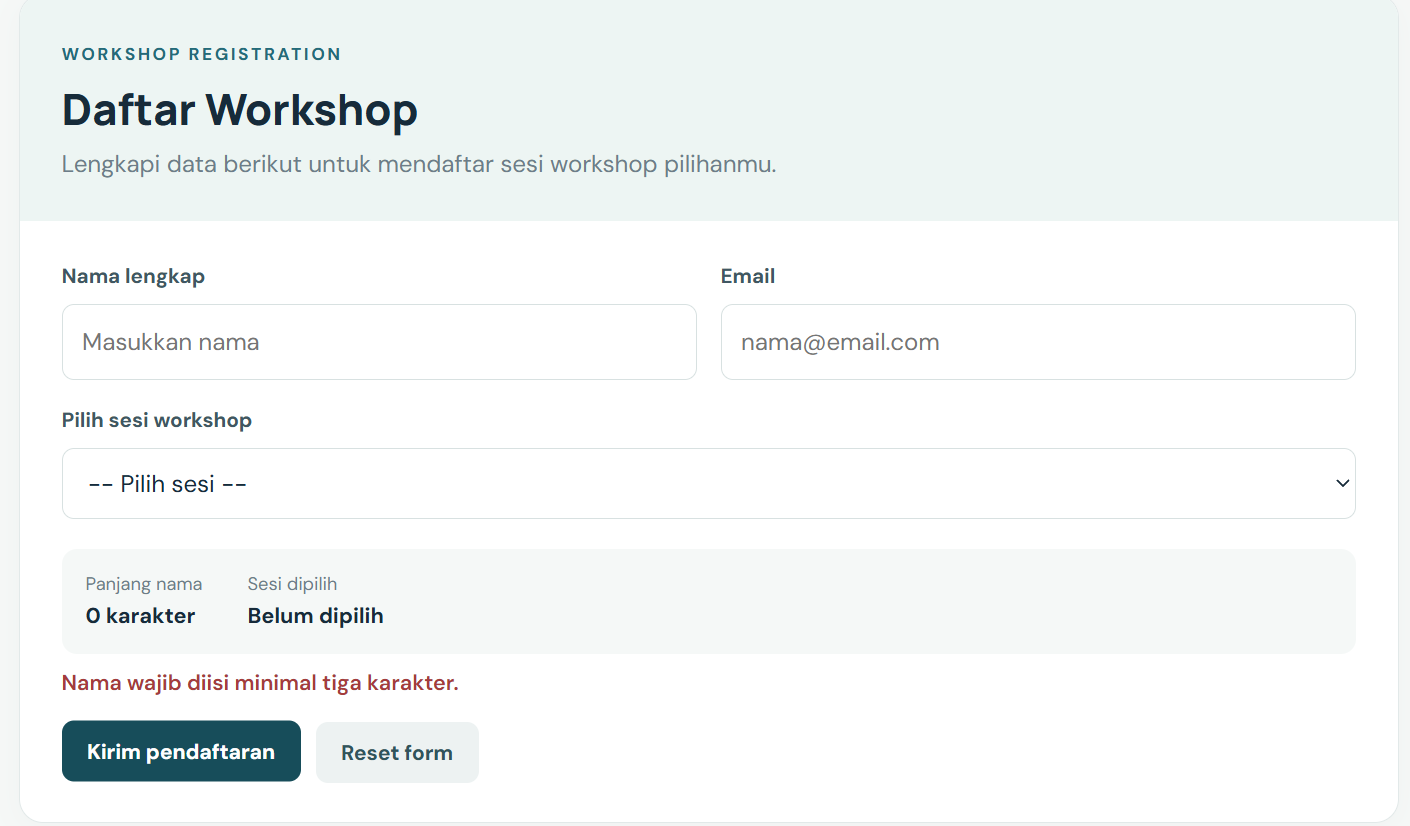 WORKSHOP REGISTRATION
Daftar Workshop
Lengkapi data berikut untuk mendaftar sesi workshop pilihanmu.
Nama lengkap
Masukkan nama
Email
nama@email.com
Pilih sesi workshop
-- Pilih sesi --
Panjang nama
0 karakter
Sesi dipilih
Belum dipilih
Nama wajib diisi minimal tiga karakter.
Kirim pendaftaran
Reset form